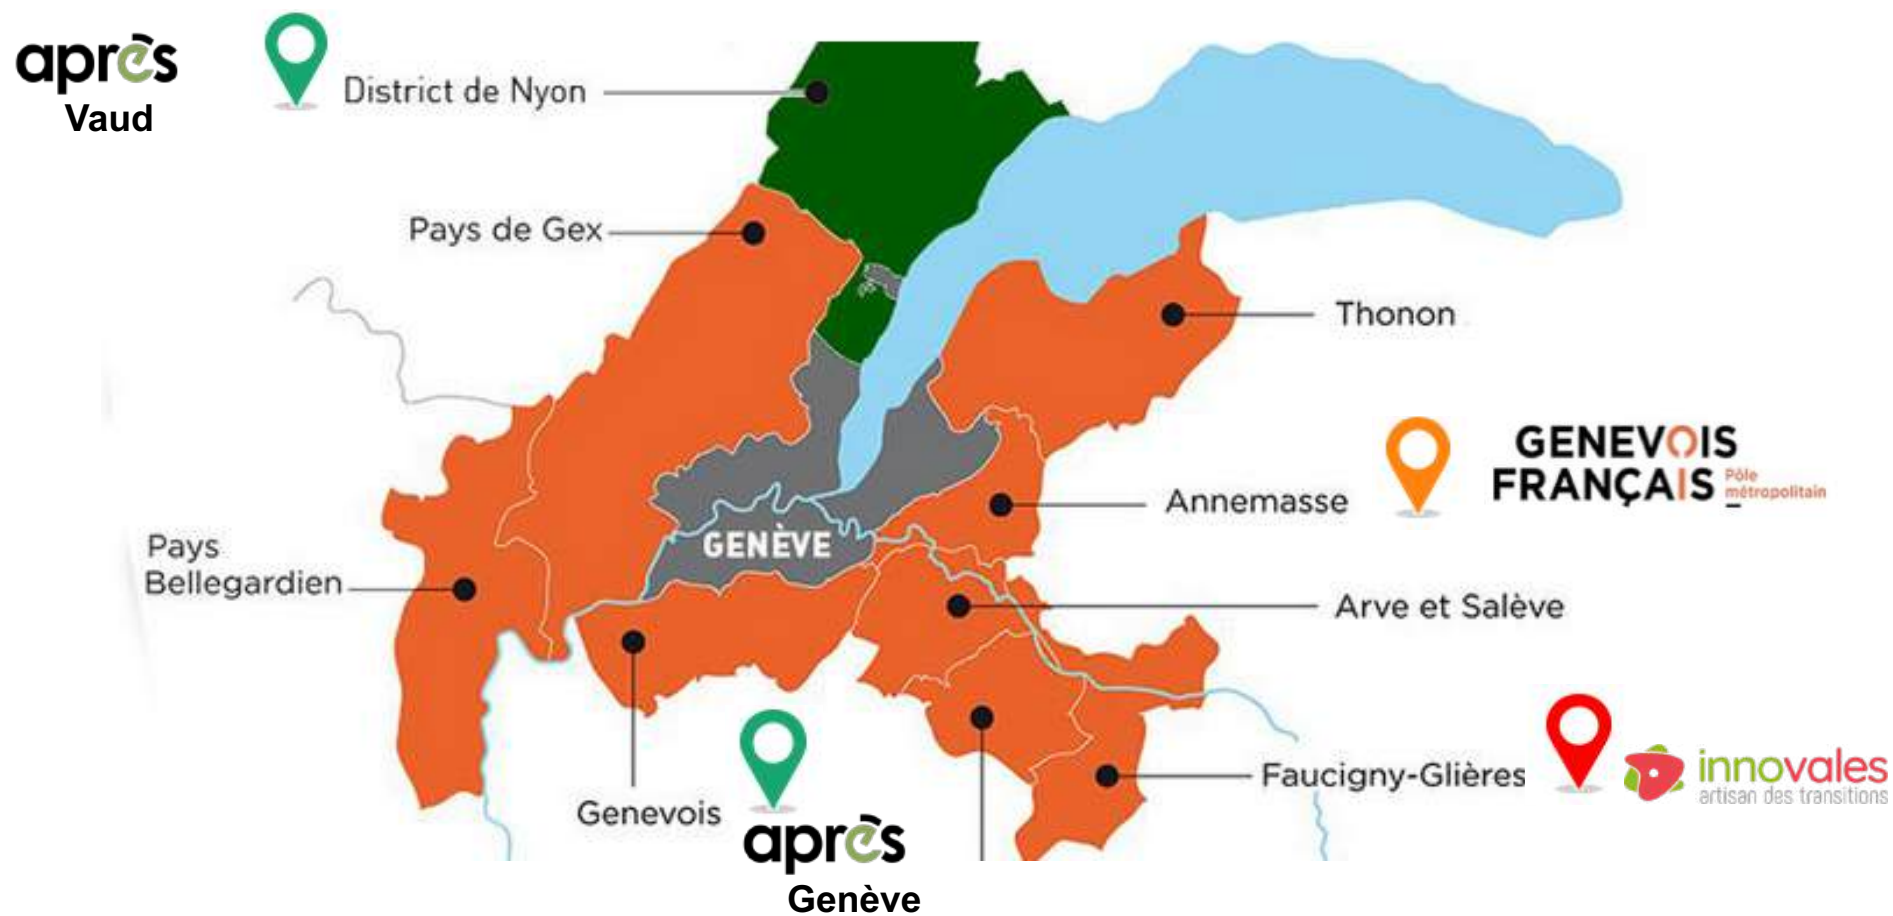 après
Vaud
District de Nyon
Pays de Gex
Thonon
GENEVOIS
FRANÇAIS
Pôle
métropolitain
Annemasse
GENÈVE
Pays
Bellegardien
Arve et Salève
Faucigny-Glières
innovales
artisan des transitions
Genevois
après
Genève